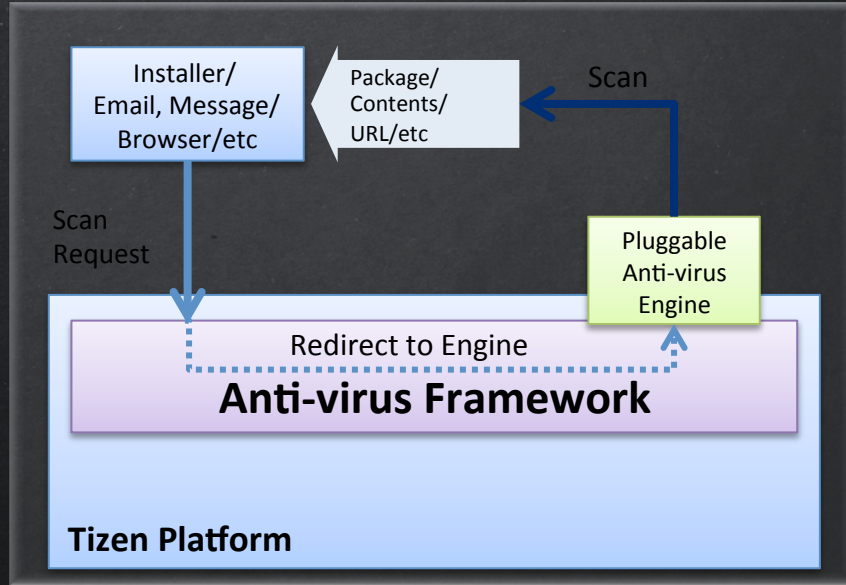 Installer/
Email, Message/
Browser/etc
Package/
Contents/
URL/etc
Scan
Scan
Request
Pluggable
Anti-virus
Engine
Redirect to Engine
Anti-virus Framework
Tizen Platform